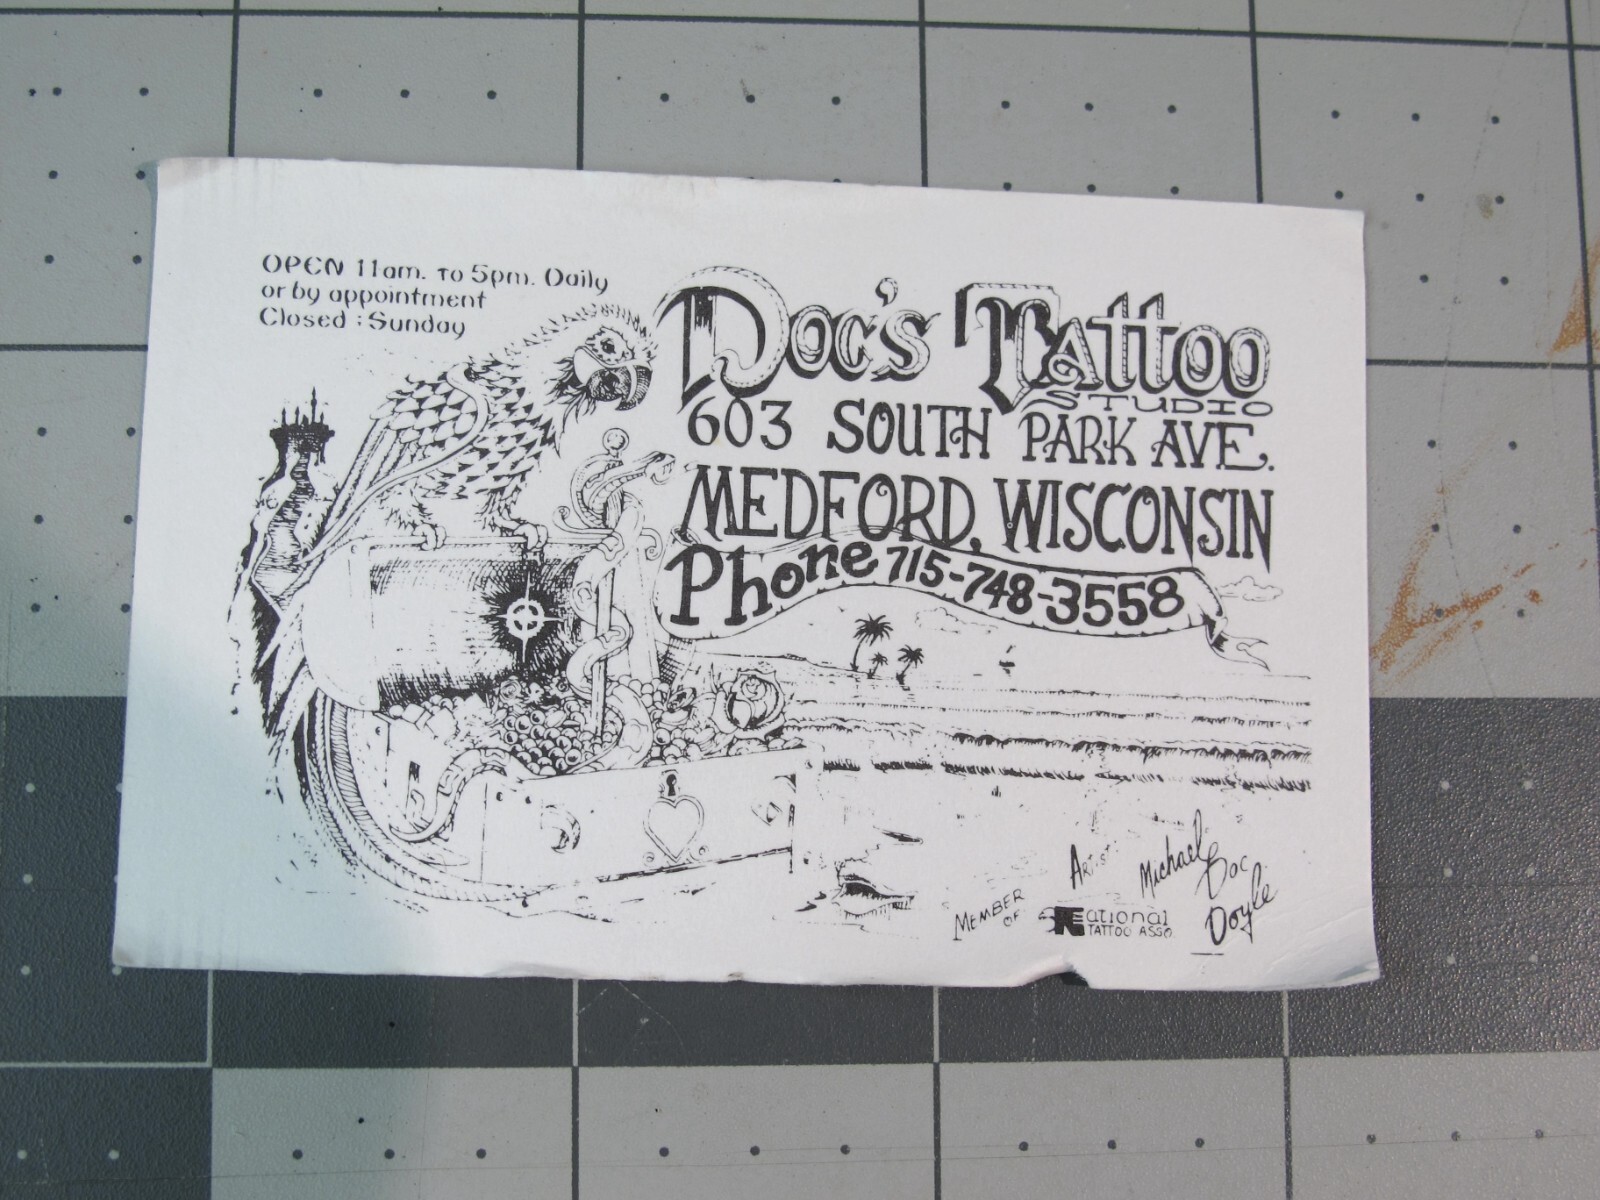 OPEN 11am. to 5pm. Daily
or by appointment
Closed : Sunday
Doc's Tattoo
STUDIO
603 SOUTH PARK AVE.
MEDFORD, WISCONSIN
Phone 715-748-3558
MEMBER
OF
National
TATTOO ASSO.
Artist:
Michael
Doc
Doyle